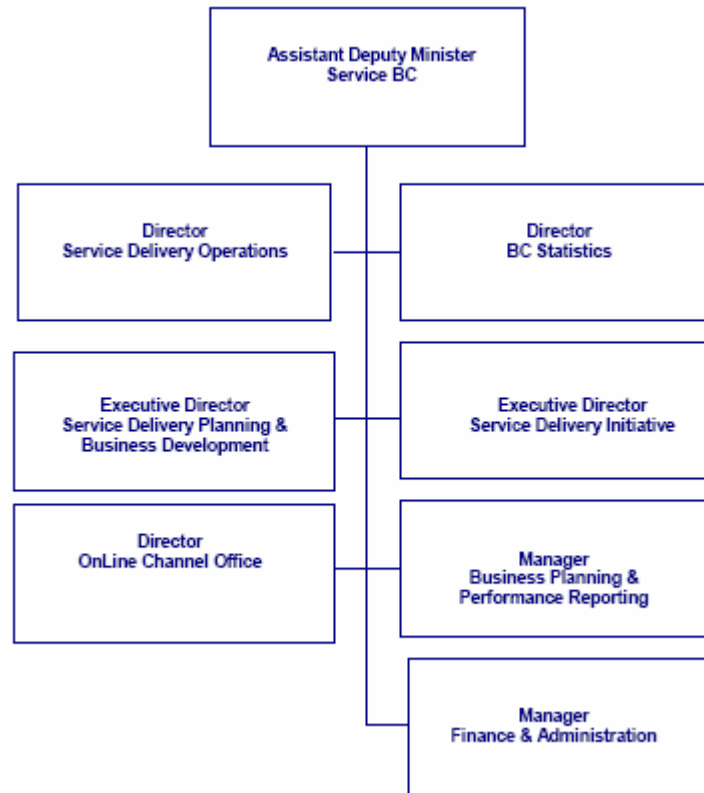 Assistant Deputy Minister
Service BC
Director
Service Delivery Operations
Director
BC Statistics
Executive Director
Service Delivery Planning &
Business Development
Executive Director
Service Delivery Initiative
Director
OnLine Channel Office
Manager
Business Planning &
Performance Reporting
Manager
Finance & Administration